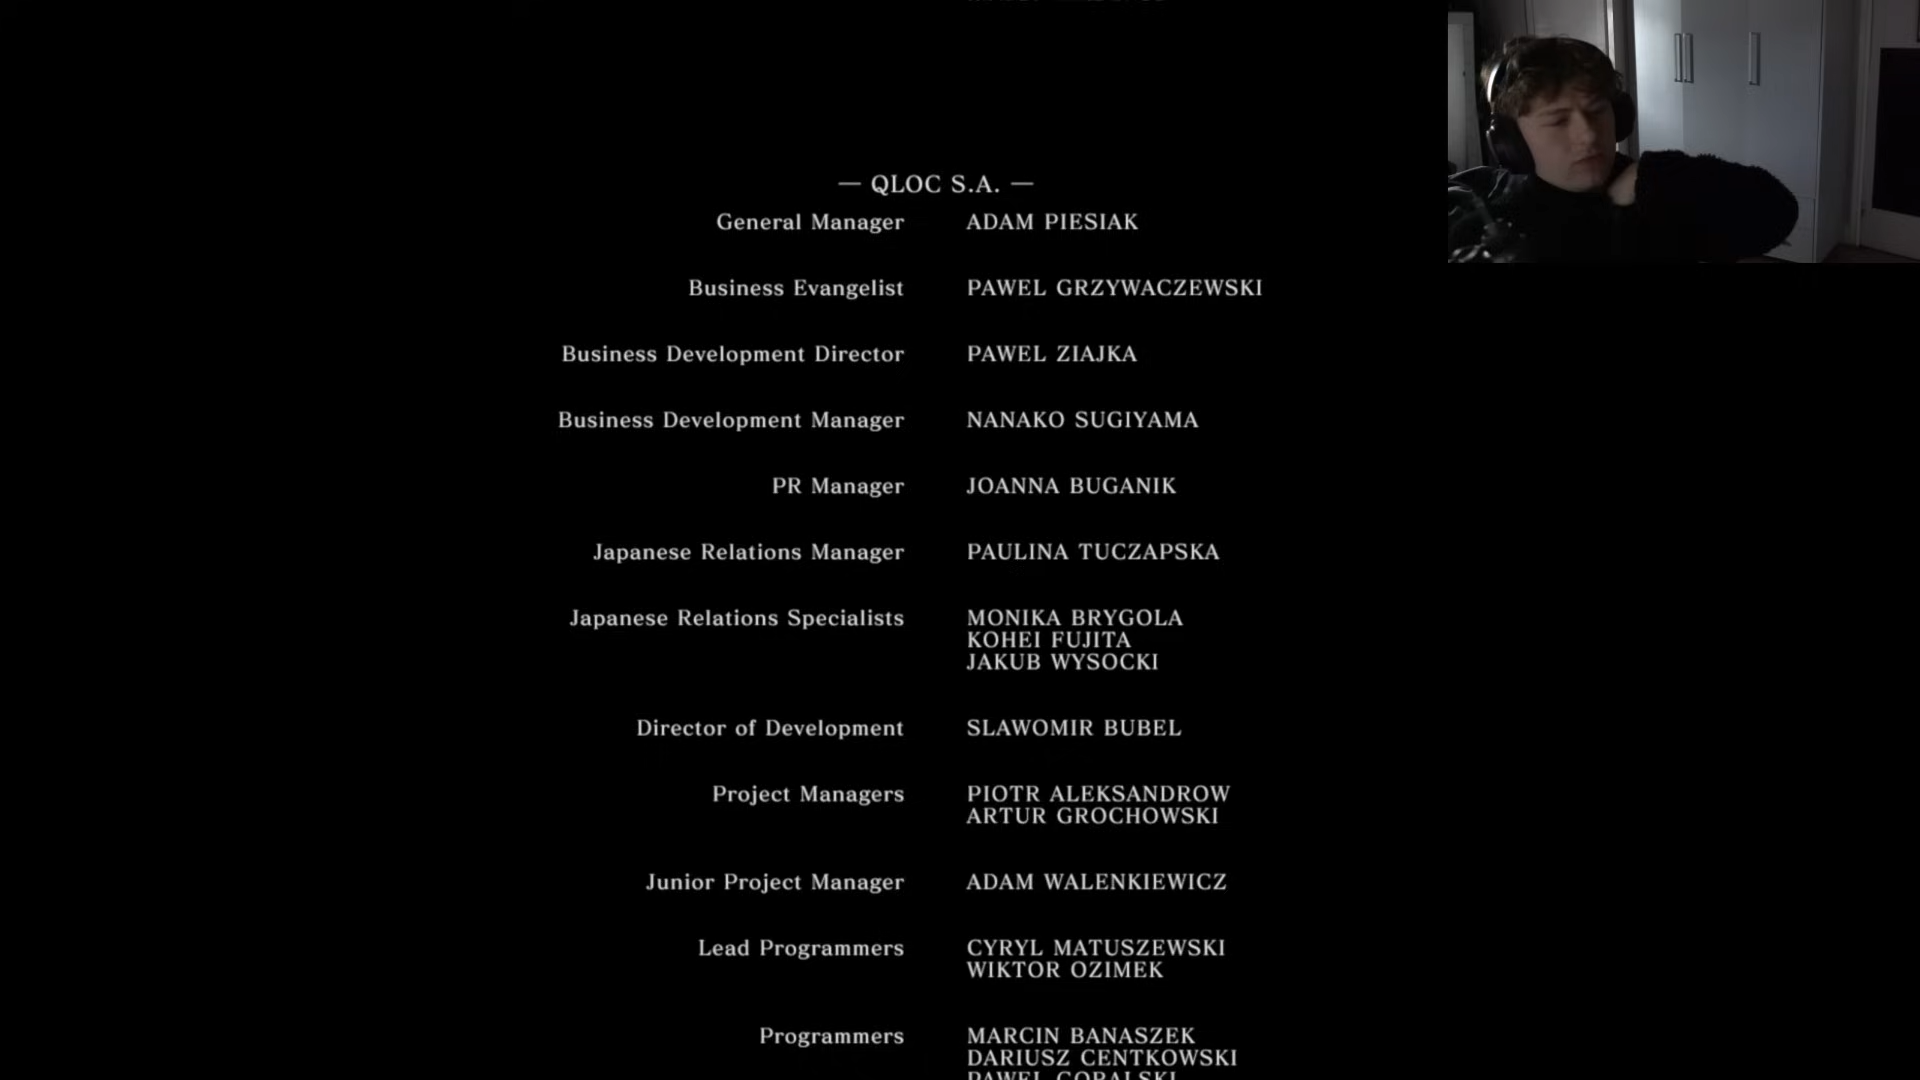 — QLOC S.A. —
General Manager ADAM PIESIAK
Business Evangelist PAWEL GRZYWACZEWSKI
Business Development Director PAWEL ZIAJKA
Business Development Manager NANAKO SUGIYAMA
PR Manager JOANNA BUGANIK
Japanese Relations Manager PAULINA TUCZAPSKA
Japanese Relations Specialists MONIKA BRYGOLA
KOHEI FUJITA
JAKUB WYSOCKI
Director of Development SLAWOMIR BUBEL
Project Managers PIOTR ALEKSANDROW
ARTUR GROCHOWSKI
Junior Project Manager ADAM WALENKIEWICZ
Lead Programmers CYRYL MATUSZEWSKI
WIKTOR OZIMEK
Programmers MARCIN BANASZEK
DARIUSZ CENTKOWSKI
PAWEL